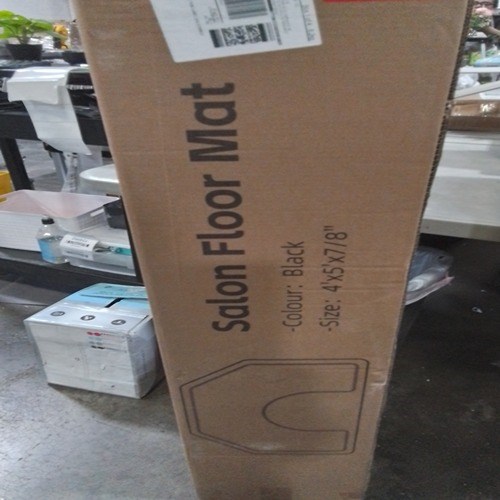 Salon Floor Mat
-Colour: Black
-Size: 4'x5'x7/8"